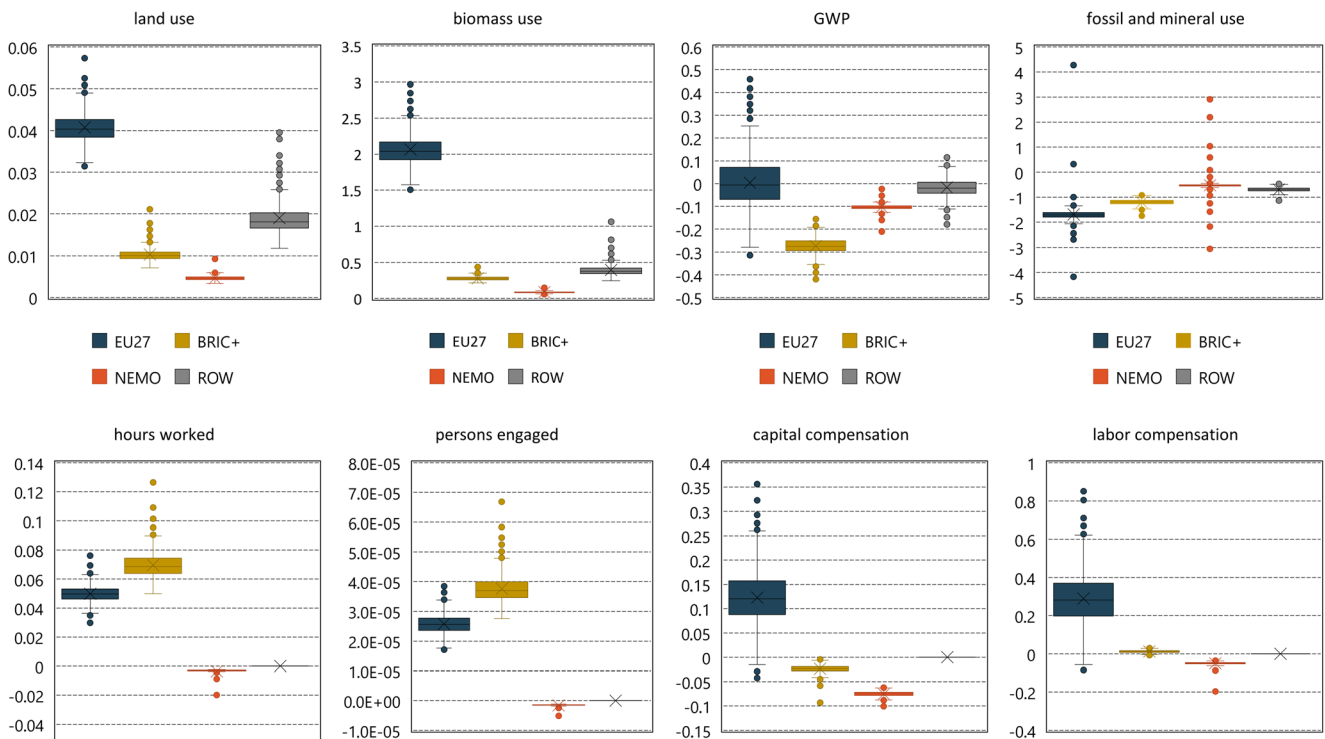 land use
biomass use
GWP
fossil and mineral use
0.06
0.05
0.04
0.03
0.02
0.01
0
3.5
3
2.5
2
1.5
1
0.5
0
0.6
0.5
0.4
0.3
0.2
0.1
0
-0.1
-0.2
-0.3
-0.4
-0.5
5
4
3
2
1
0
-1
-2
-3
-4
-5
EU27 BRIC+
NEMO ROW
EU27 BRIC+
NEMO ROW
EU27 BRIC+
NEMO ROW
EU27 BRIC+
NEMO ROW
hours worked
persons engaged
capital compensation
labor compensation
0.14
0.12
0.1
0.08
0.06
0.04
0.02
0
-0.02
-0.04
8.0E-05
7.0E-05
6.0E-05
5.0E-05
4.0E-05
3.0E-05
2.0E-05
1.0E-05
0.0E+00
-1.0E-05
0.4
0.35
0.3
0.25
0.2
0.15
0.1
0.05
0
-0.05
-0.1
-0.15
1
0.8
0.6
0.4
0.2
0
-0.2
-0.4